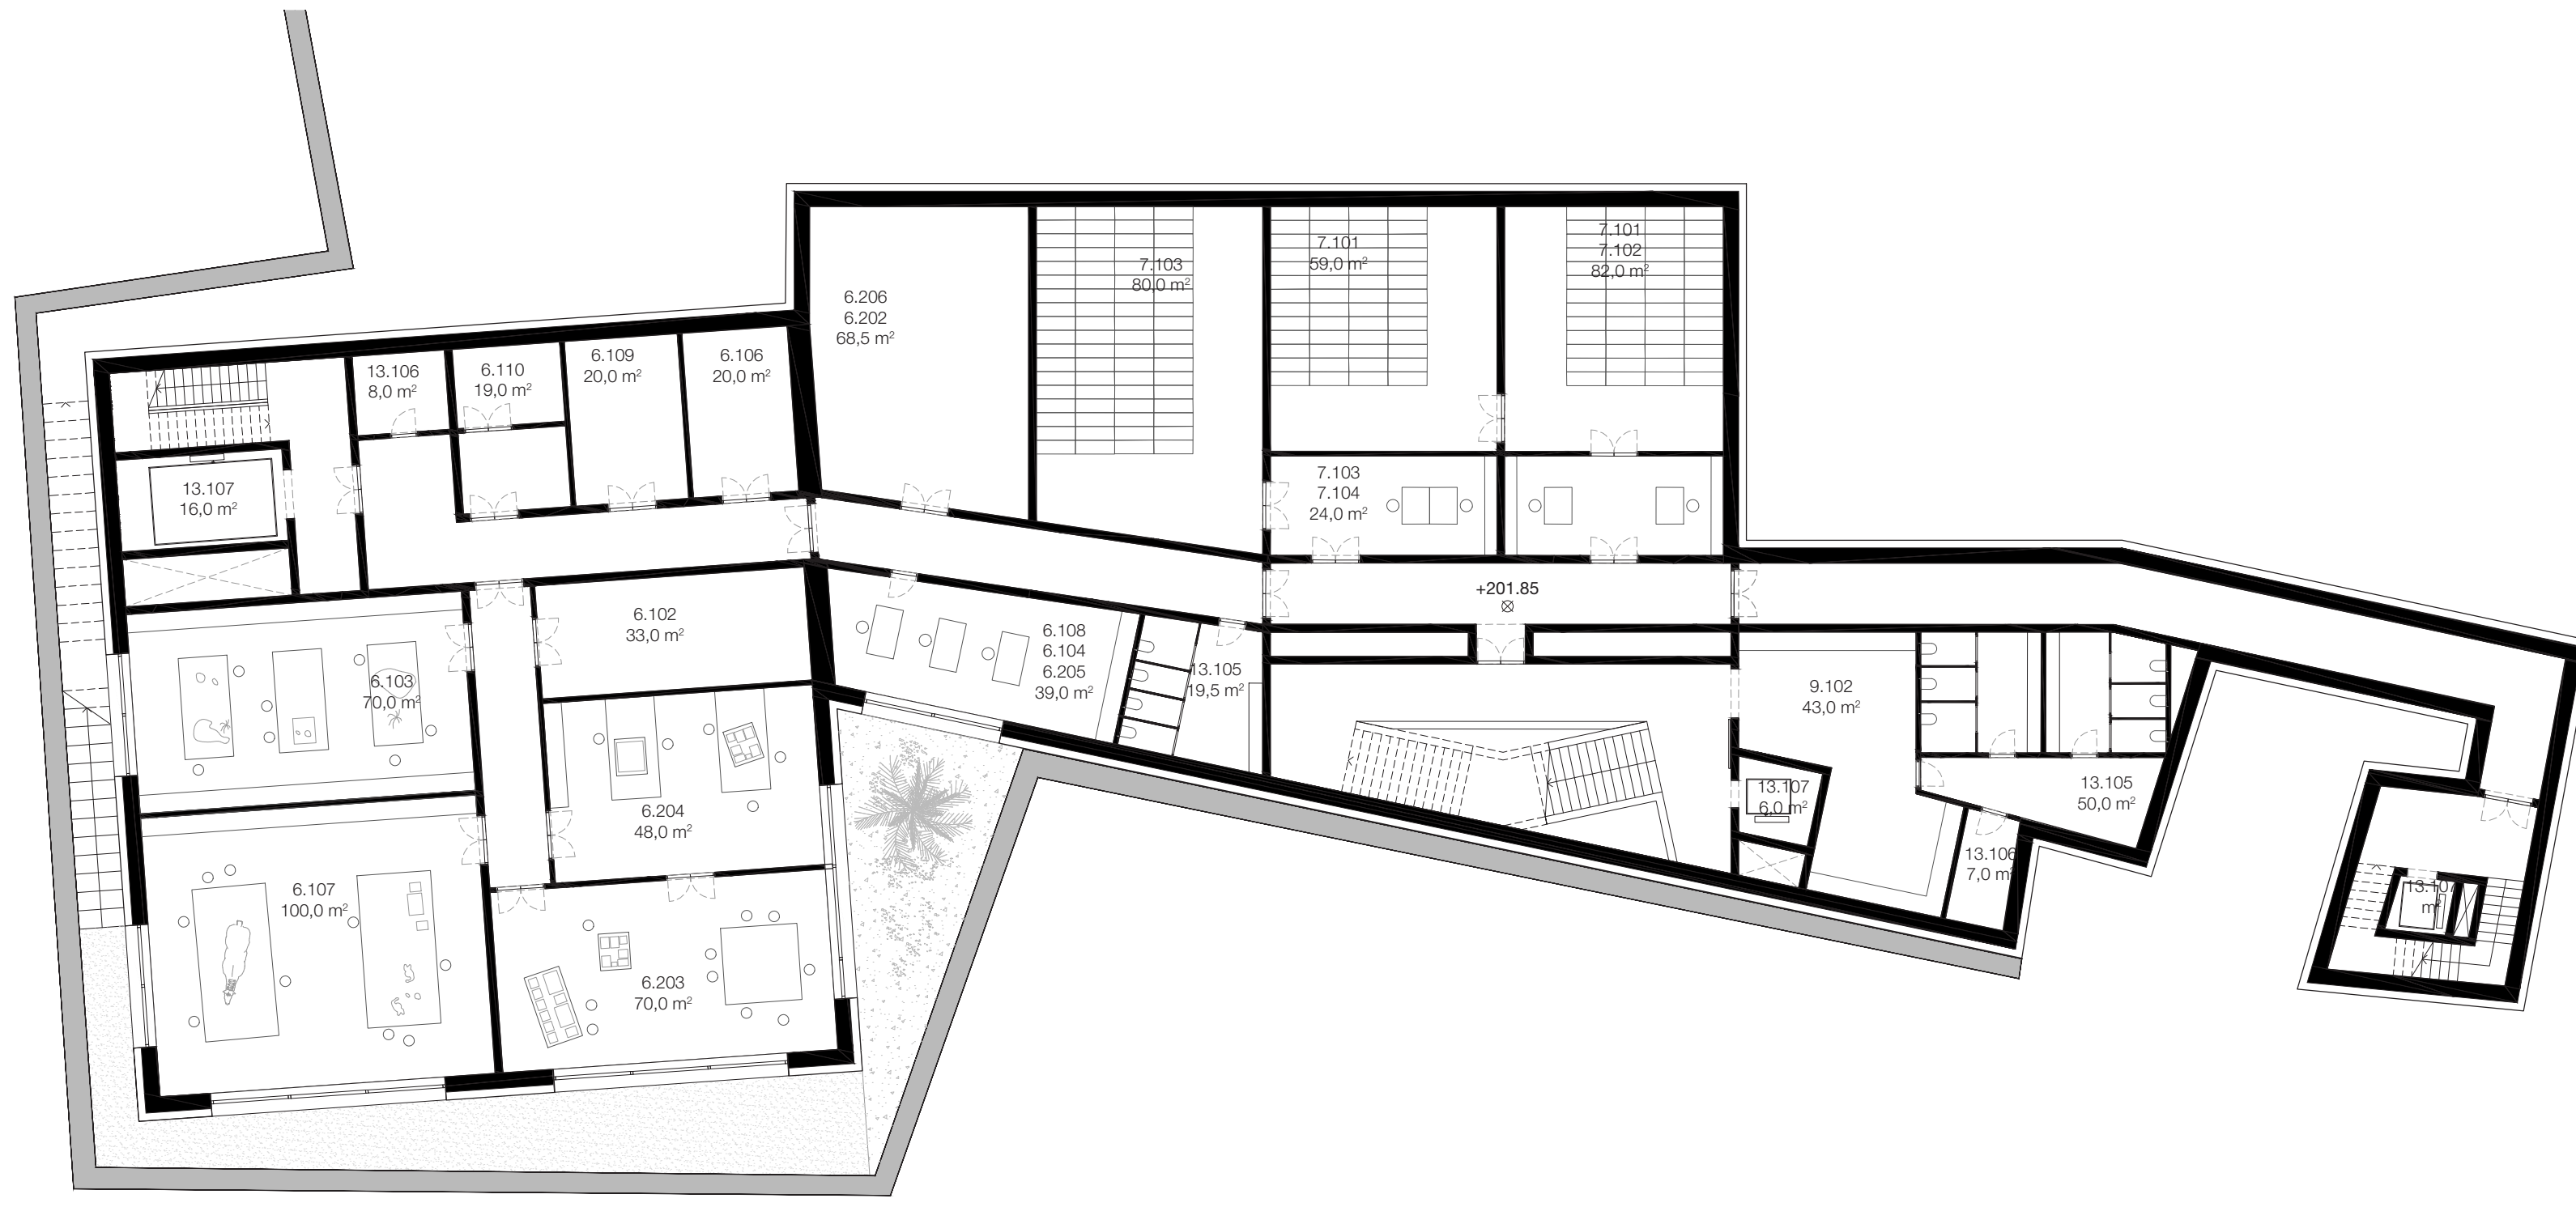 7.101
7.102
82,0 m²
7.101
59,0 m²
7.103
80,0 m²
6.206
6.202
68,5 m²
6.106
20,0 m²
6.109
20,0 m²
6.110
19,0 m²
13.106
8,0 m²
13.107
16,0 m²
7.103
7.104
24,0 m²
+201.85
6.102
33,0 m²
6.108
6.104
6.205
39,0 m²
13.105
19,5 m²
6.103
70,0 m²
9.102
43,0 m²
13.107
6,0 m²
13.105
50,0 m²
6.204
48,0 m²
13.106
7,0 m²
6.107
100,0 m²
13.107
m²
6.203
70,0 m²